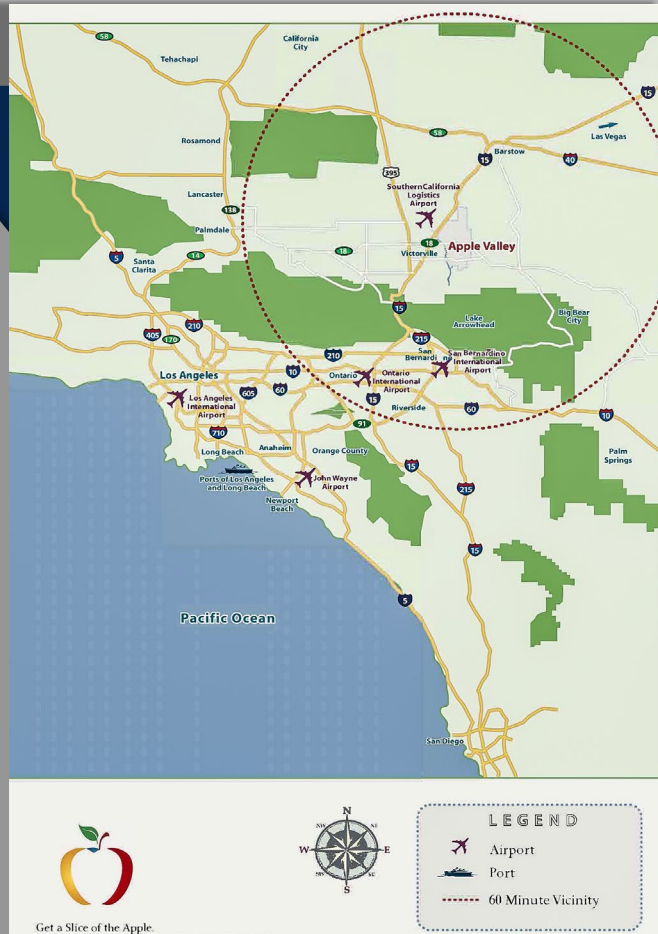 58
California
City
Tehachapi
15
Las Vegas
58
Rosamond
15
Barstow
40
395
Southern California
Logistics
Airport
Lancaster
138
Palmdale
18
18
Apple Valley
Victorville
14
5
Santa
Clarita
15
Lake
Arrowhead
Big Bear
City
210
405
170
215
San
Bernardino
San Bernardino
International
Airport
210
10
Los Angeles
Ontario
Ontario
International
Airport
605
60
15
Los Angeles
International
Airport
Riverside
60
10
91
710
Long Beach
Anaheim
Orange County
Palm
Springs
15
Ports of Los Angeles
and Long Beach
John Wayne
Airport
215
Newport
Beach
15
5
Pacific Ocean
San Diego
N
NW
NE
W
E
SW
SE
S
LEGEND
Airport
Port
60 Minute Vicinity
Get a Slice of the Apple.